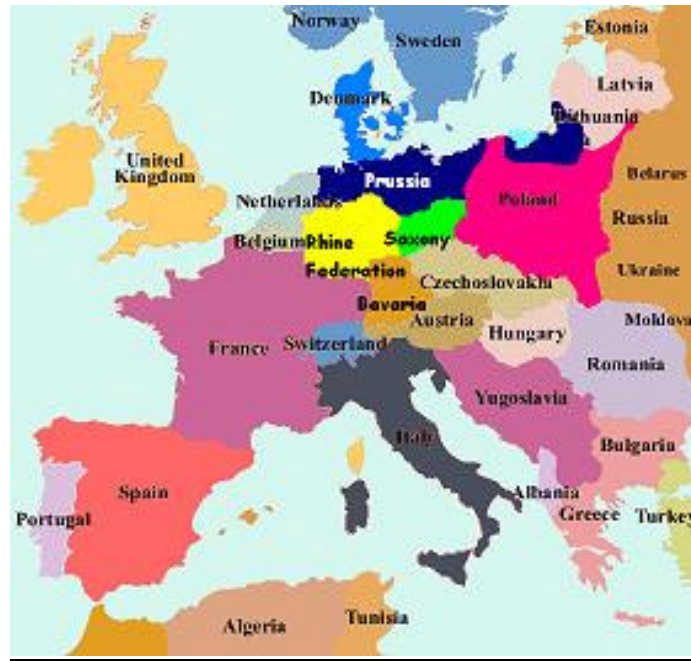 Norway
Sweden
Estonia
Latvia
Denmark
Lithuania
United
Kingdom
Prussia
Belarus
Netherlands
Poland
Russia
Belgium
Rhine
Federation
Saxony
Ukraine
Czechoslovakia
Bavaria
Austria
Moldova
Hungary
France
Switzerland
Romania
Yugoslavia
Italy
Bulgaria
Spain
Albania
Portugal
Greece
Turkey
Algeria
Tunisia